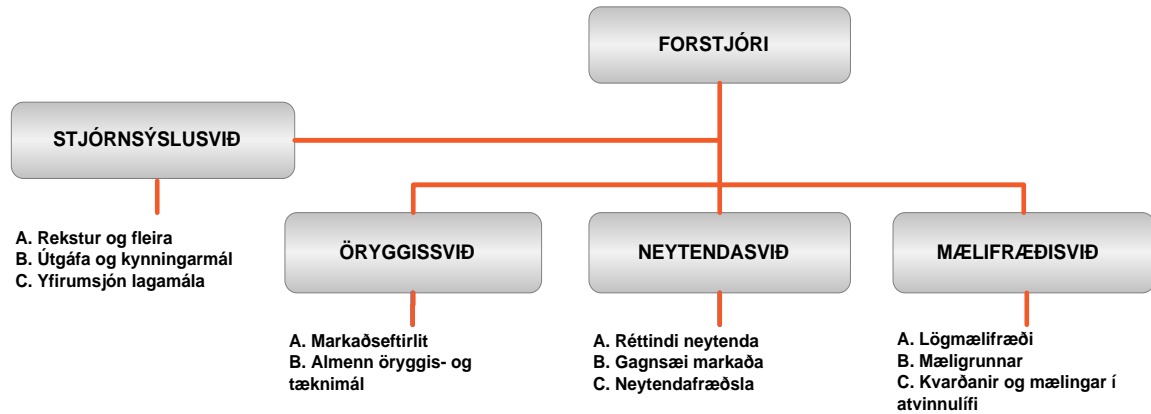 FORSTJÓRI
STJÓRNSÝSLUSVIÐ
A. Rekstur og fleira
B. Útgáfa og kynningarmál
C. Yfirumsjón lagamála
ÖRYGGISSVIÐ
A. Markaðseftirlit
B. Almenn öryggis- og
tæknimál
NEYTENDASVIÐ
A. Réttindi neytenda
B. Gagnsæi markaða
C. Neytendafræðsla
MÆLIFRÆÐISVIÐ
A. Lögmælifræði
B. Mæligrunnar
C. Kvarðanir og mælingar í
atvinnulífi